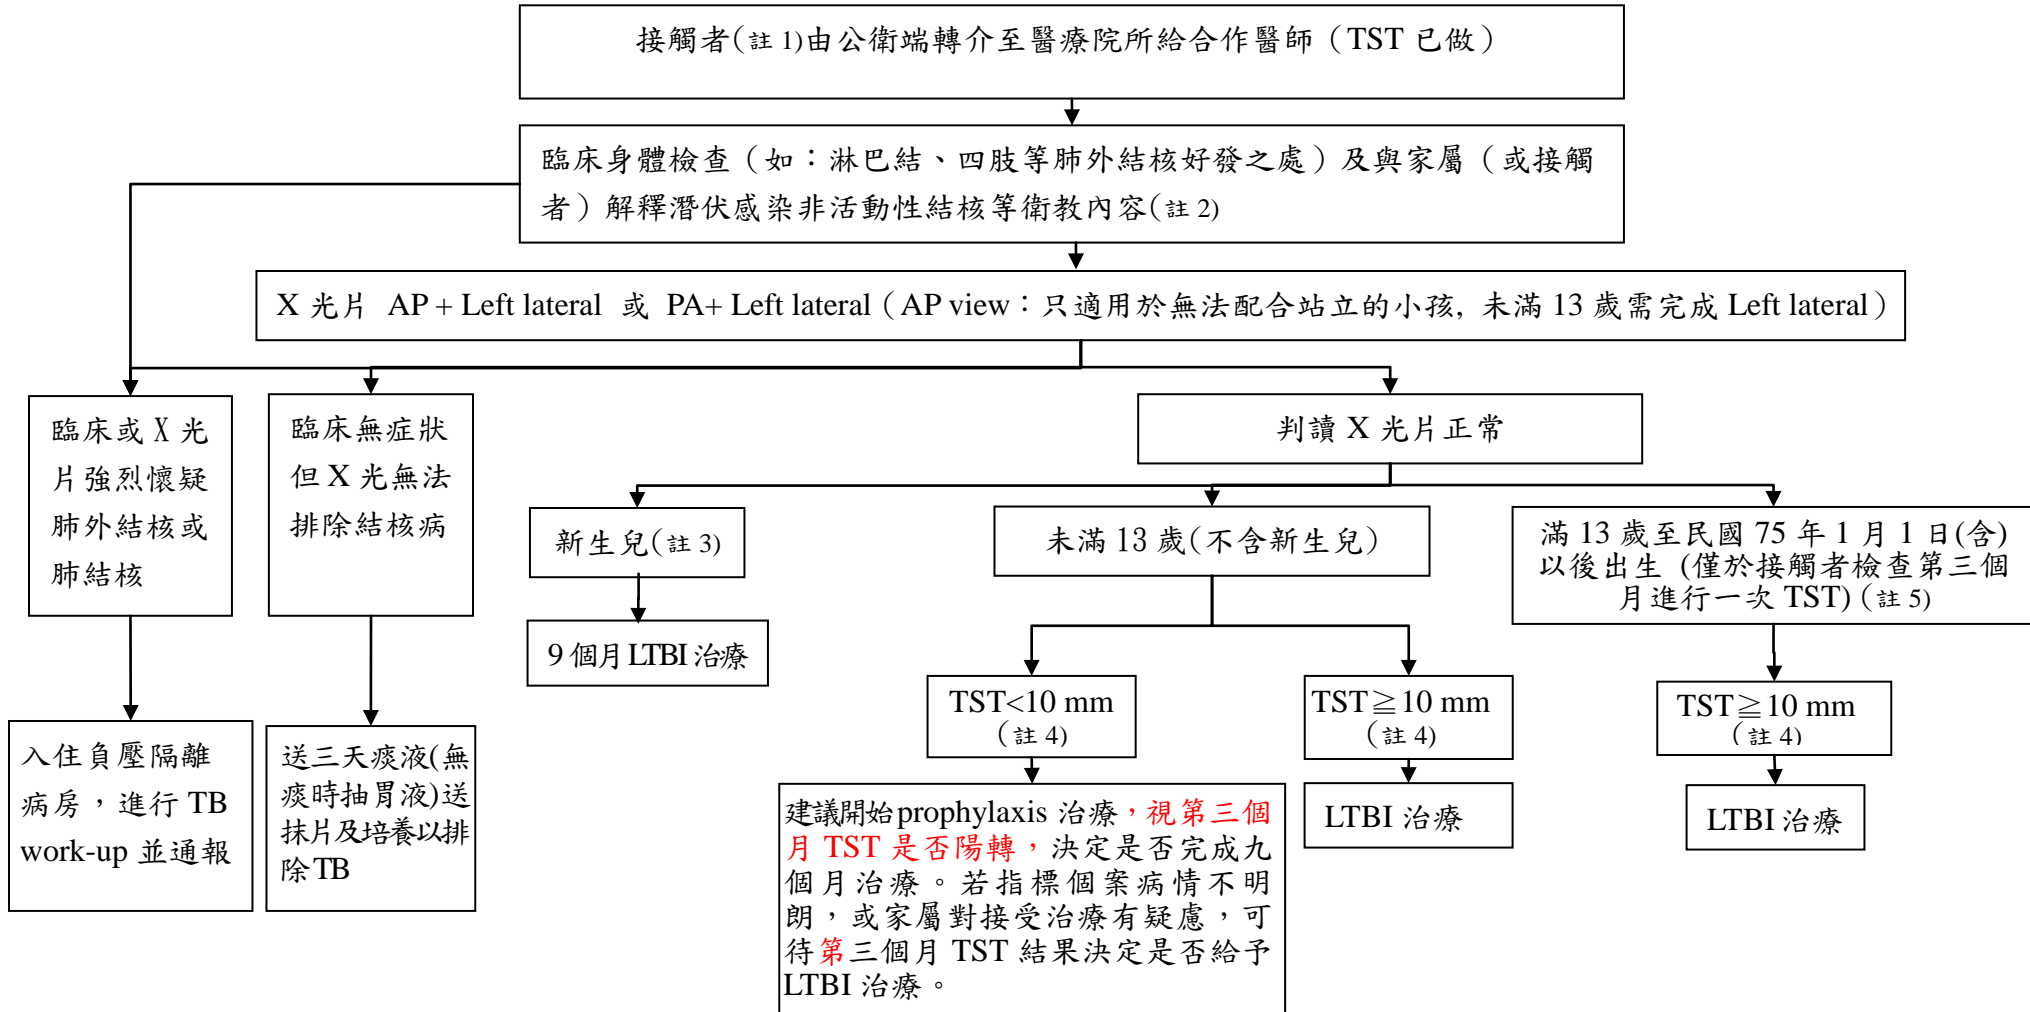 接觸者(註 1)由公衛端轉介至醫療院所給合作醫師（TST 已做）
臨床身體檢查（如：淋巴結、四肢等肺外結核好發之處）及與家屬（或接觸
者）解釋潛伏感染非活動性結核等衛教內容(註 2)
X 光片 AP + Left lateral 或 PA+ Left lateral（AP view：只適用於無法配合站立的小孩, 未滿 13 歲需完成 Left lateral）
臨床或 X 光
片強烈懷疑
肺外結核或
肺結核
臨床無症狀
但 X 光無法
排除結核病
判讀 X 光片正常
新生兒(註 3)
未滿 13 歲(不含新生兒）
滿 13 歲至民國 75 年 1 月 1 日(含)
以後出生 (僅於接觸者檢查第三個
月進行一次 TST)（註 5)
9 個月 LTBI 治療
TST<10 mm
（註 4)
TST≧10 mm
（註 4)
TST≧10 mm
（註 4)
入住負壓隔離
病房，進行 TB
work-up 並通報
送三天痰液(無
痰時抽胃液)送
抹片及培養以排
除 TB
建議開始 prophylaxis 治療，視第三個
月 TST 是否陽轉，決定是否完成九
個月治療。若指標個案病情不明
朗，或家屬對接受治療有疑慮，可
待第三個月 TST 結果決定是否給予
LTBI 治療。
LTBI 治療
LTBI 治療